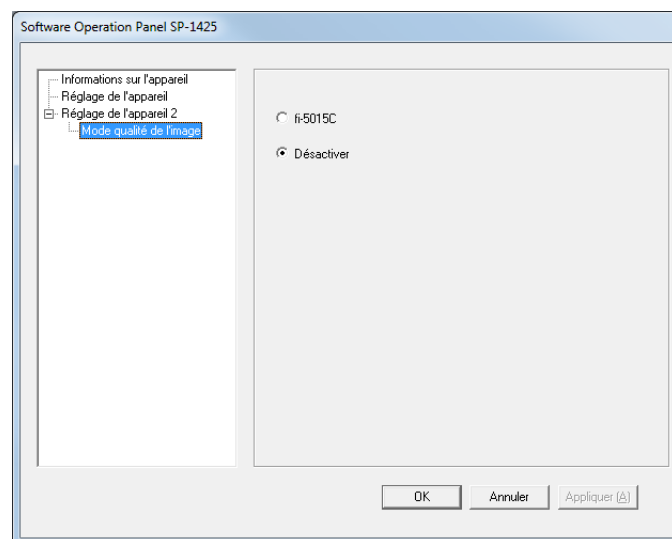 Software Operation Panel SP-1425
Informations sur l'appareil
Réglage de l'appareil
Réglage de l'appareil 2
Mode qualité de l'image
fi-5015C
Désactiver
OK
Annuler
Appliquer (A)